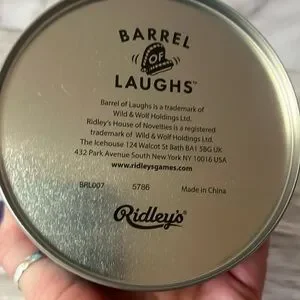 BARREL
OF
LAUGHS™
Barrel of Laughs is a trademark of
Wild & Wolf Holdings Ltd.
Ridley's House of Novelties is a registered
trademark of Wild & Wolf Holdings Ltd.
The Icehouse 124 Walcot St Bath BA1 5BG UK
432 Park Avenue South New York NY 10016 USA
www.ridleysgames.com
BRL007 5786 Made in China
Ridley's